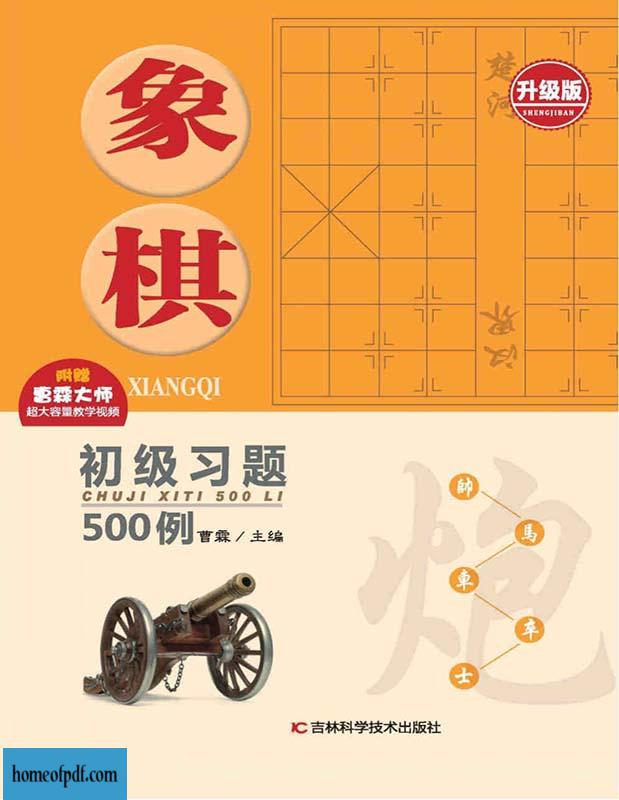 象
棋
XIANGQI
楚河
汉界
升级版
SHENGJIBAN
附赠
曹霖大师
超大容量教学视频
初级习题
CHUJI XITI 500 LI
500例 曹霖 / 主编
炮
帥
馬
車
车
士
吉林科学技术出版社
homeofpdf.com